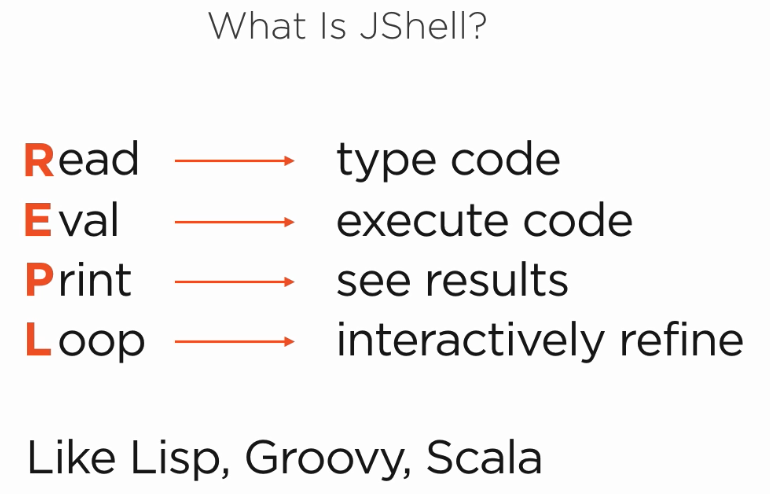 What Is JShell?
Read type code
Eval execute code
Print see results
Loop interactively refine
Like Lisp, Groovy, Scala